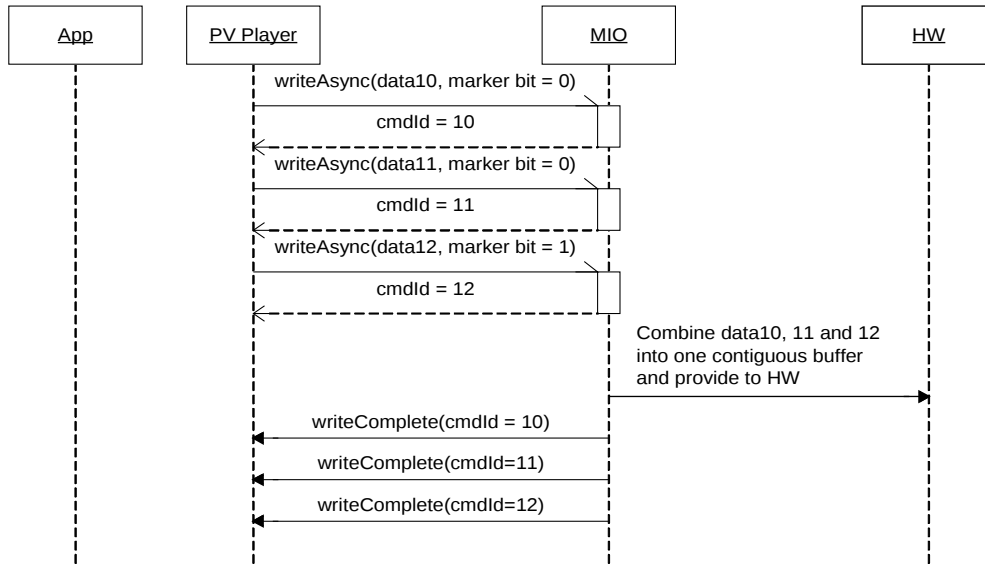 App
PV Player
MIO
HW
writeAsync(data10, marker bit = 0)
cmdId = 10
writeAsync(data11, marker bit = 0)
cmdId = 11
writeAsync(data12, marker bit = 1)
cmdId = 12
Combine data10, 11 and 12
into one contiguous buffer
and provide to HW
writeComplete(cmdId = 10)
writeComplete(cmdId=11)
writeComplete(cmdId=12)